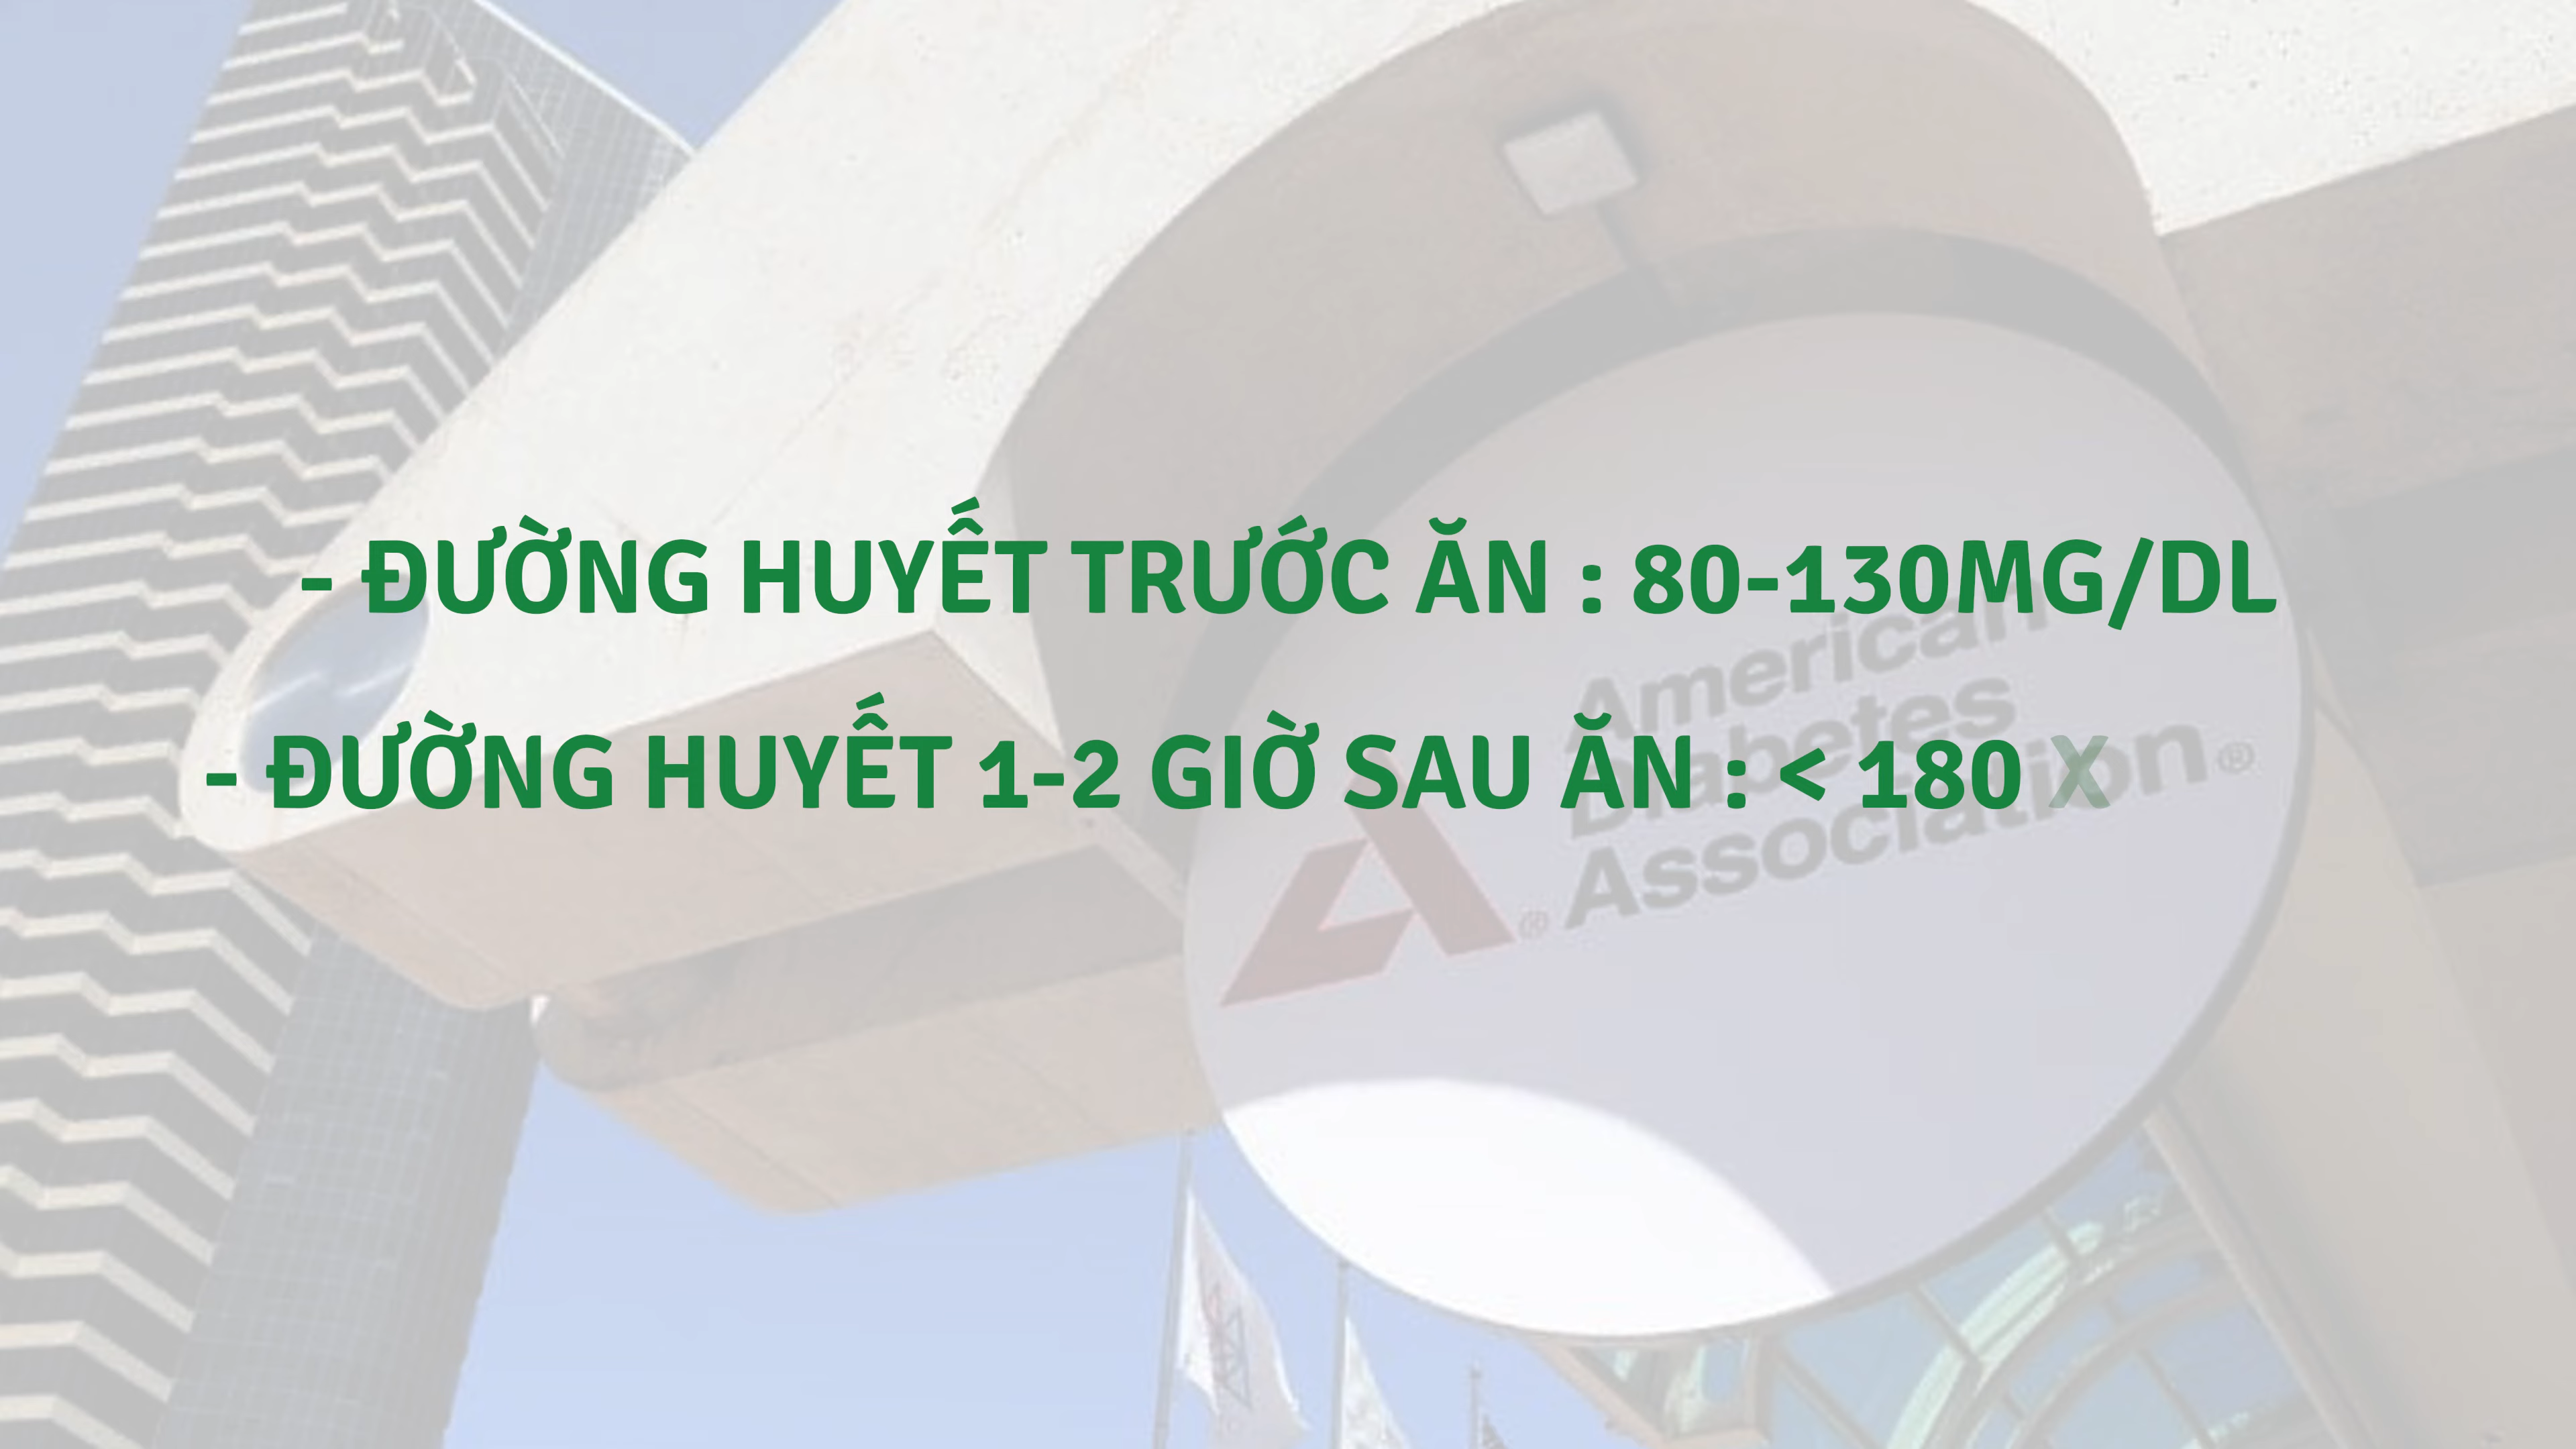 - ĐƯỜNG HUYẾT TRƯỚC ĂN : 80-130MG/DL
- ĐƯỜNG HUYẾT 1-2 GIỜ SAU ĂN : < 180 X
American
Diabetes
Association®
®